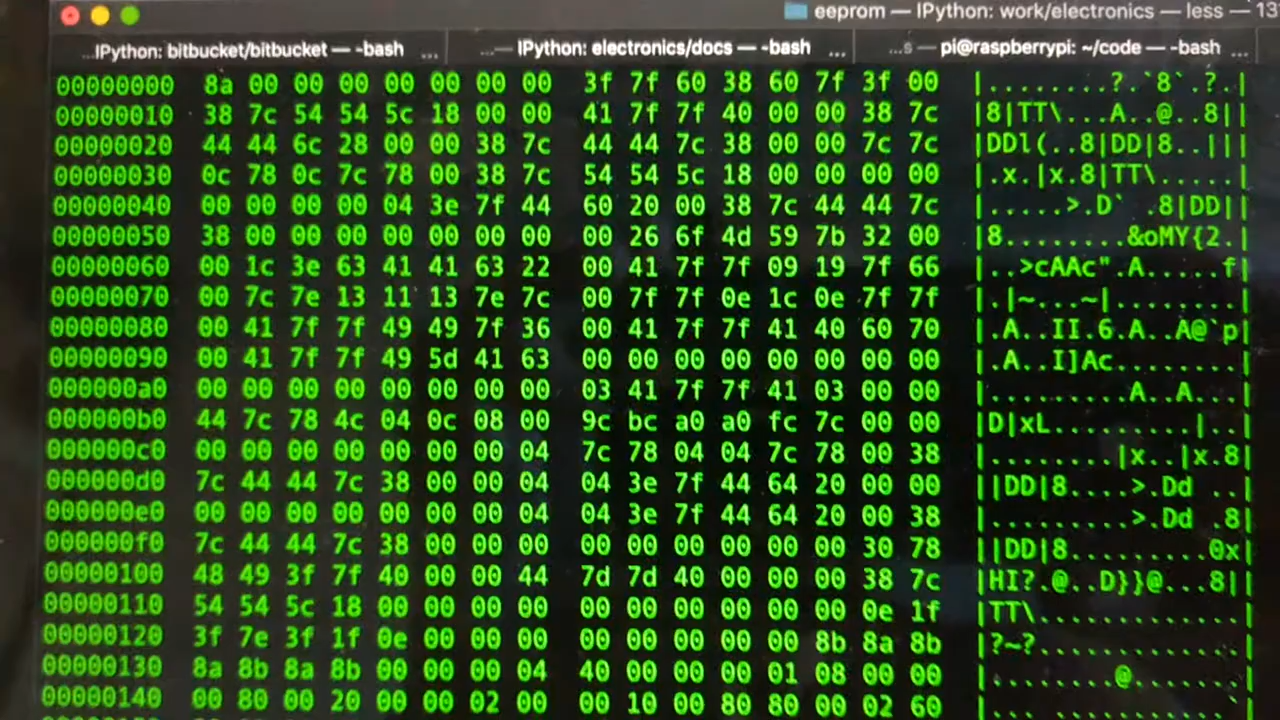 eeprom — IPython: work/electronics — less — 13
...IPython: bitbucket/bitbucket — -bash ... ...— IPython: electronics/docs — -bash ... ...s — pi@raspberrypi: ~/code — -bash ...
00000000 8a 00 00 00 00 00 00 00 3f 7f 60 38 60 7f 3f 00 |........?.`8`.?.|
00000010 38 7c 54 54 5c 18 00 00 41 7f 7f 40 00 00 38 7c |8|TT\...A..@..8||
00000020 44 44 6c 28 00 00 38 7c 44 44 7c 38 00 00 7c 7c |DDl(..8|DD|8..|||
00000030 0c 78 0c 7c 78 00 38 7c 54 54 5c 18 00 00 00 00 |.x.|x.8|TT\.....|
00000040 00 00 00 00 04 3e 7f 44 60 20 00 38 7c 44 44 7c |.....>.D` .8|DD||
00000050 38 00 00 00 00 00 00 00 00 26 6f 4d 59 7b 32 00 |8........&oMY{2.|
00000060 00 1c 3e 63 41 41 63 22 00 41 7f 7f 09 19 7f 66 |..>cAAc".A.....f|
00000070 00 7c 7e 13 11 13 7e 7c 00 7f 7f 0e 1c 0e 7f 7f |.|~...~|........|
00000080 00 41 7f 7f 49 49 7f 36 00 41 7f 7f 41 40 60 70 |.A..II.6.A..A@`p|
00000090 00 41 7f 7f 49 5d 41 63 00 00 00 00 00 00 00 00 |.A..I]Ac........|
000000a0 00 00 00 00 00 00 00 00 03 41 7f 7f 41 03 00 00 |.........A..A...|
000000b0 44 7c 78 4c 04 0c 08 00 9c bc a0 a0 fc 7c 00 00 |D|xL.........|..|
000000c0 00 00 00 00 00 00 00 04 7c 78 04 04 7c 78 00 38 |........|x..|x.8|
000000d0 7c 44 44 7c 38 00 00 04 04 3e 7f 44 64 20 00 00 ||DD|8....>.Dd ..|
000000e0 00 00 00 00 00 00 00 04 04 3e 7f 44 64 20 00 38 |.........>.Dd .8|
000000f0 7c 44 44 7c 38 00 00 00 00 00 00 00 00 00 30 78 ||DD|8.........0x|
00000100 48 49 3f 7f 40 00 00 44 7d 7d 40 00 00 00 38 7c |HI?.@..D}}@...8||
00000110 54 54 5c 18 00 00 00 00 00 00 00 00 00 00 0e 1f |TT\.............|
00000120 3f 7e 3f 1f 0e 00 00 00 00 00 00 00 00 8b 8a 8b |?~?.............|
00000130 8a 8b 8a 8b 00 00 00 04 40 00 00 00 01 08 00 00 |........@.......|
00000140 00 80 00 20 00 00 02 00 00 10 00 80 80 00 02 60